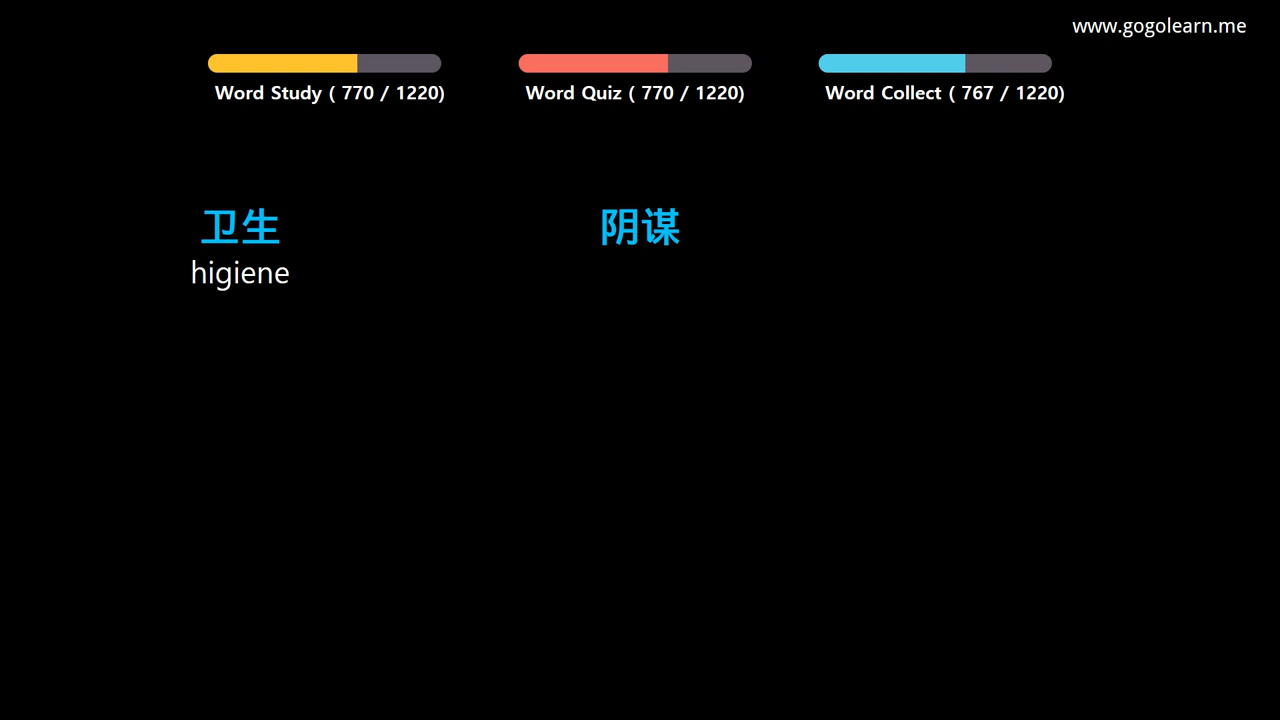 www.gogolearn.me
Word Study ( 770 / 1220)
Word Quiz ( 770 / 1220)
Word Collect ( 767 / 1220)
卫生
higiene
阴谋